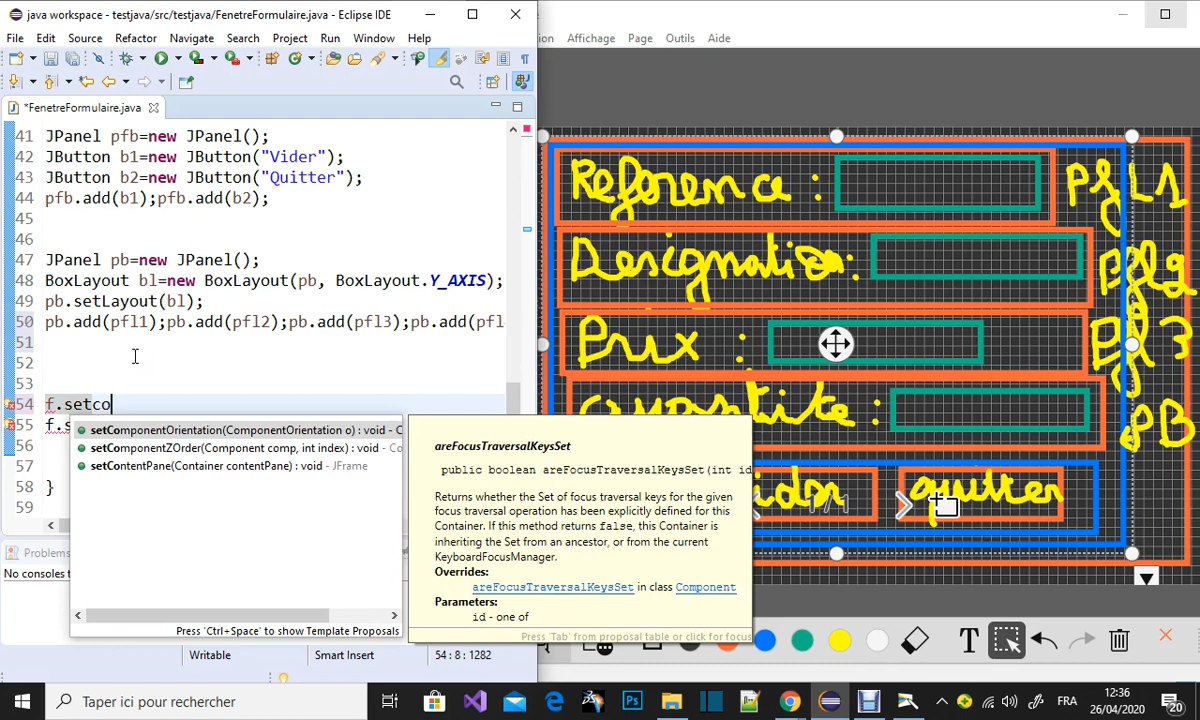 java workspace - testjava/src/testjava/FenetreFormulaire.java - Eclipse IDE
File Edit Source Refactor Navigate Search Project Run Window Help
*FenetreFormulaire.java
41 JPanel pfb=new JPanel();
42 JButton b1=new JButton("Vider");
43 JButton b2=new JButton("Quitter");
44 pfb.add(b1);pfb.add(b2);
45
46
47 JPanel pb=new JPanel();
48 BoxLayout bl=new BoxLayout(pb, BoxLayout.Y_AXIS);
49 pb.setLayout(bl);
50 pb.add(pfl1);pb.add(pfl2);pb.add(pfl3);pb.add(pfl
51
52
53
54 f.setco
55 f.s
56
57
58 }
59
setComponentOrientation(ComponentOrientation o) : void - C
setComponentZOrder(Component comp, int index) : void - Co
setContentPane(Container contentPane) : void - JFrame
Press 'Ctrl+Space' to show Template Proposals
areFocusTraversalKeysSet
public boolean areFocusTraversalKeysSet(int id
Returns whether the Set of focus traversal keys for the given
focus traversal operation has been explicitly defined for this
Container. If this method returns false, this Container is
inheriting the Set from an ancestor, or from the current
KeyboardFocusManager.
Overrides:
areFocusTraversalKeysSet in class Component
Parameters:
id - one of
Press 'Tab' from proposal table or click for focus
Problems
No consoles t
Writable Smart Insert 54 : 8 : 1282
ion Affichage Page Outils Aide
Reference : PflL1
Designation: Pflg
Prix : Pfl 3
Quantite :
PB
quitter
1/1
T
Taper ici pour rechercher
FRA
12:36
26/04/2020
20